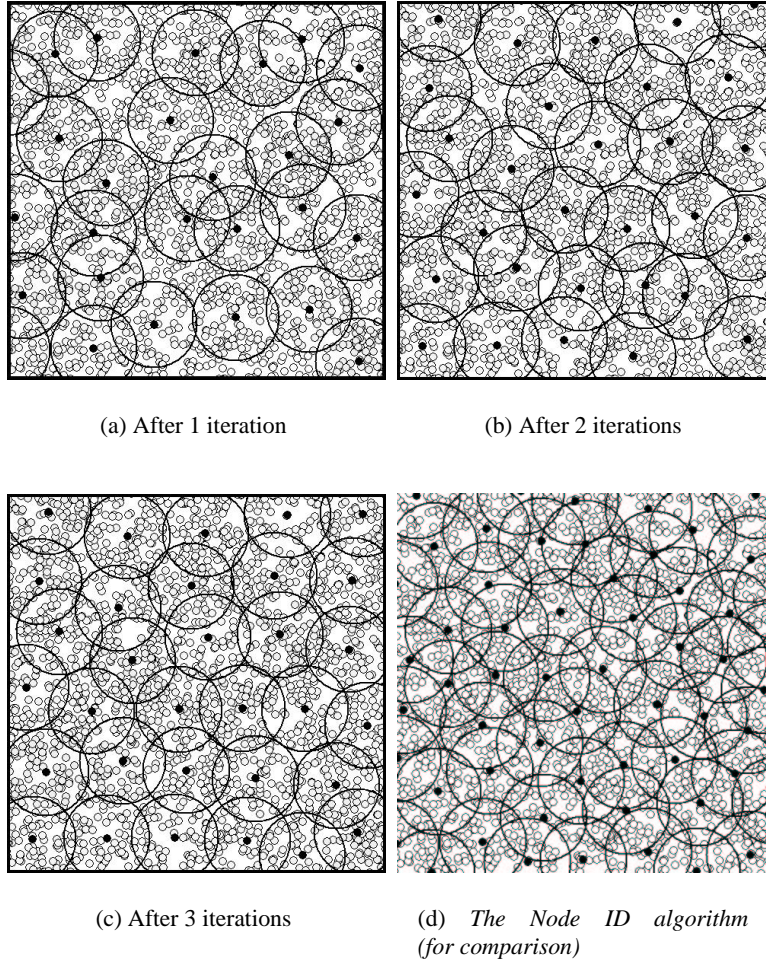 (a) After 1 iteration
(b) After 2 iterations
(c) After 3 iterations
(d) The Node ID algorithm
(for comparison)